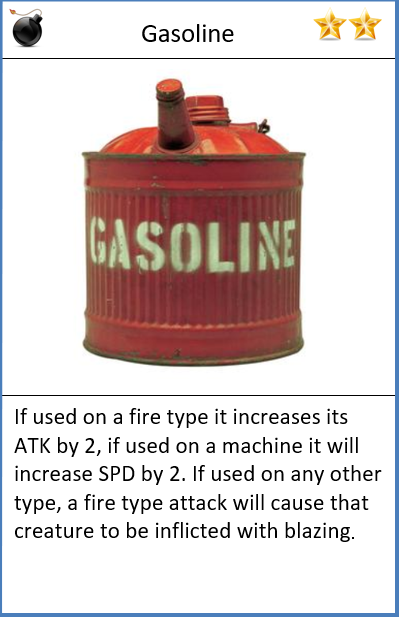 Gasoline
GASOLINE
If used on a fire type it increases its
ATK by 2, if used on a machine it will
increase SPD by 2. If used on any other
type, a fire type attack will cause that
creature to be inflicted with blazing.